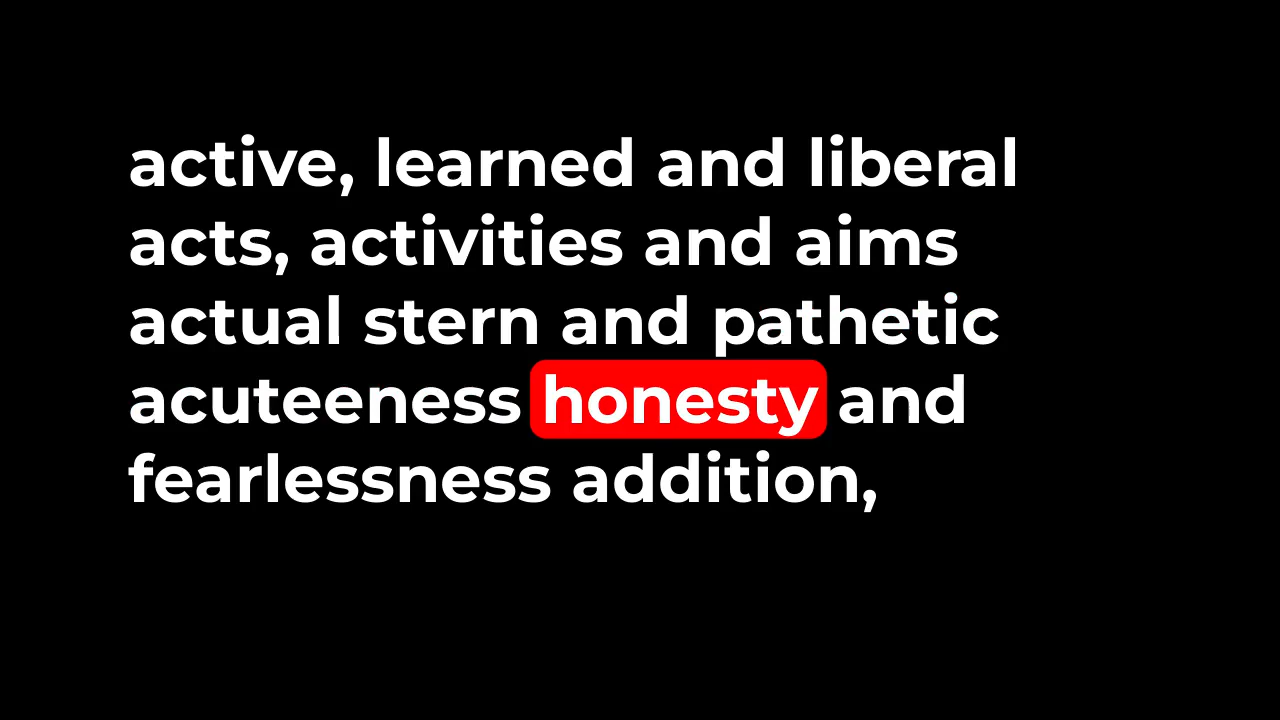 active, learned and liberal
acts, activities and aims
actual stern and pathetic
acuteeness honesty and
fearlessness addition,